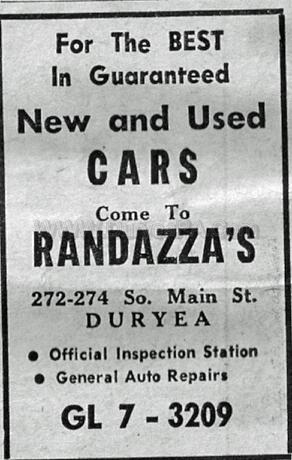 For The BEST
In Guaranteed
New and Used
CARS
Come To
RANDAZZA'S
272-274 So. Main St.
DURYEA
• Official Inspection Station
• General Auto Repairs
GL 7 - 3209